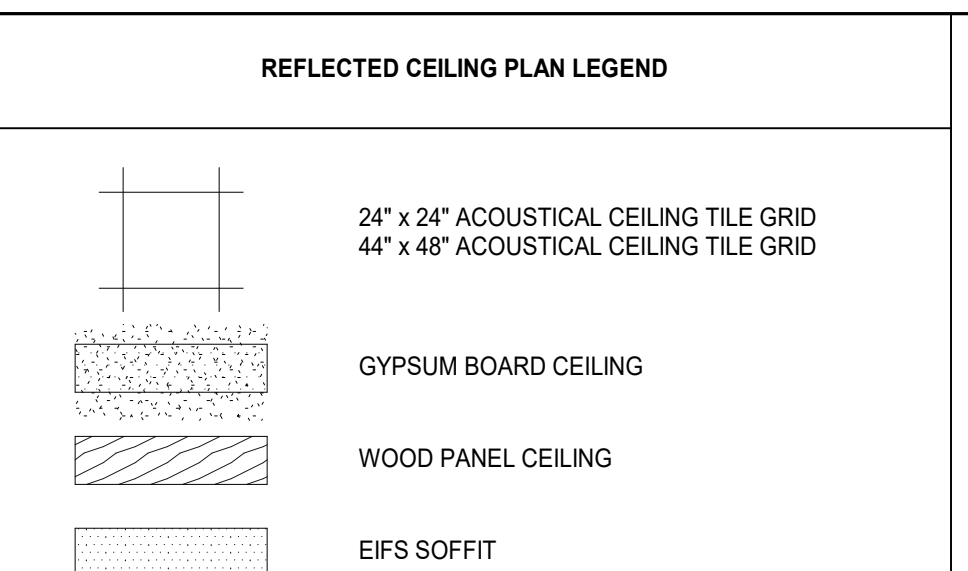 REFLECTED CEILING PLAN LEGEND
24" x 24" ACOUSTICAL CEILING TILE GRID
44" x 48" ACOUSTICAL CEILING TILE GRID
GYPSUM BOARD CEILING
WOOD PANEL CEILING
EIFS SOFFIT